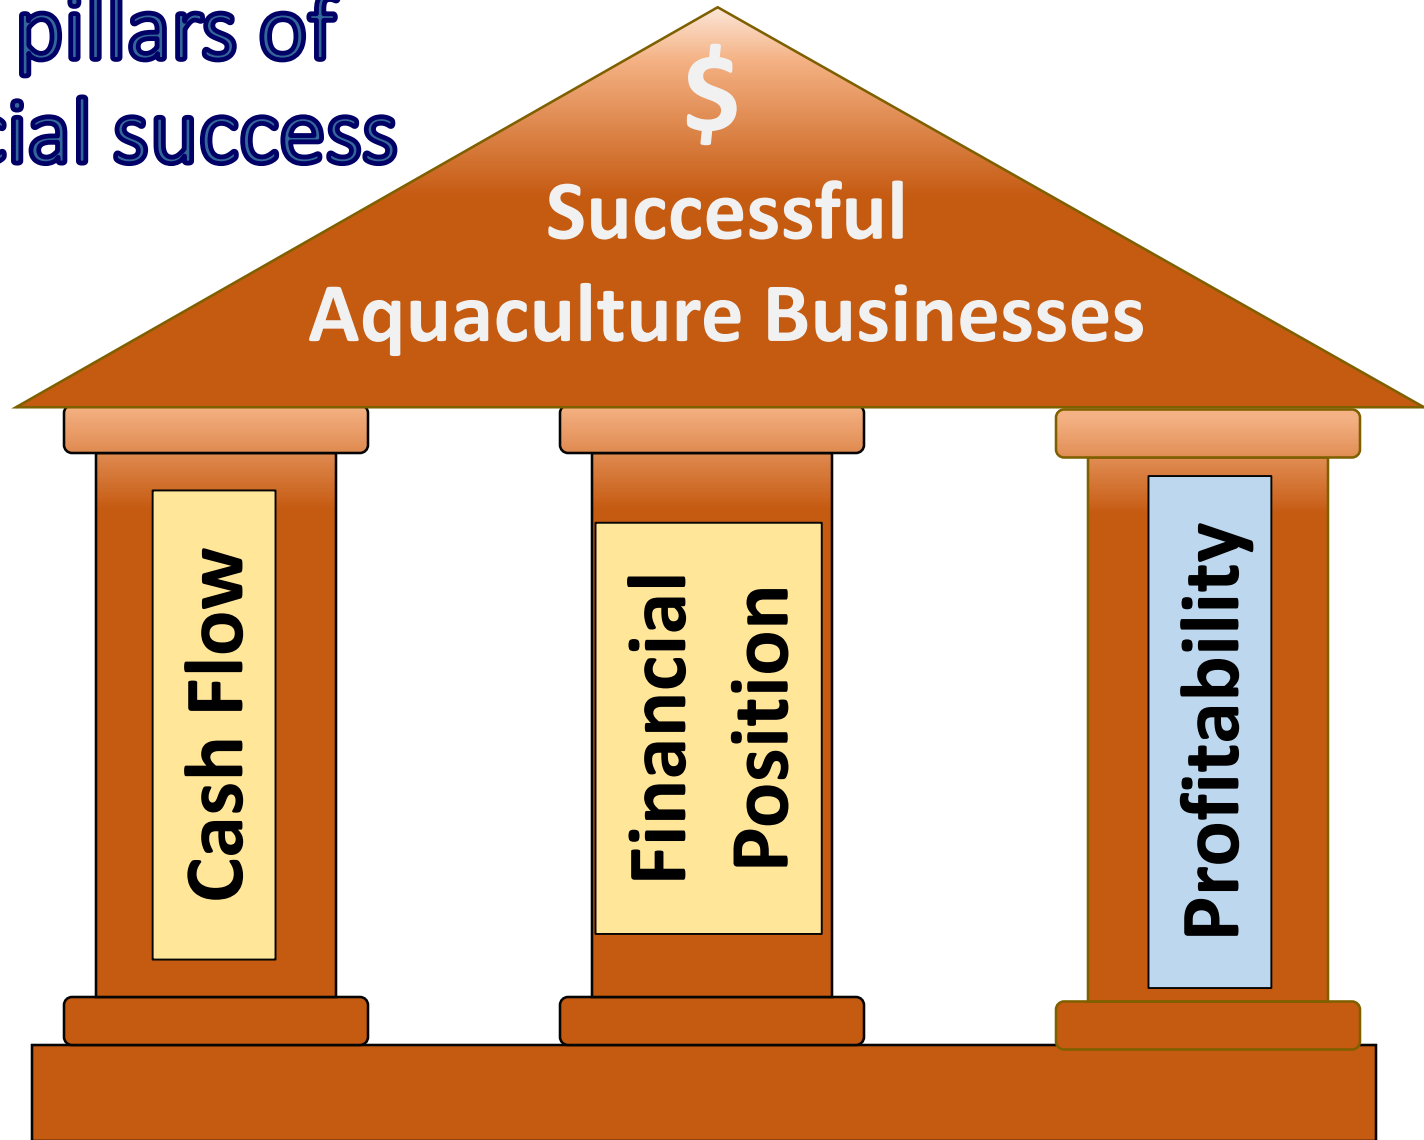 pillars of
cial success
$
Successful
Aquaculture Businesses
Cash Flow
Financial
Position
Profitability